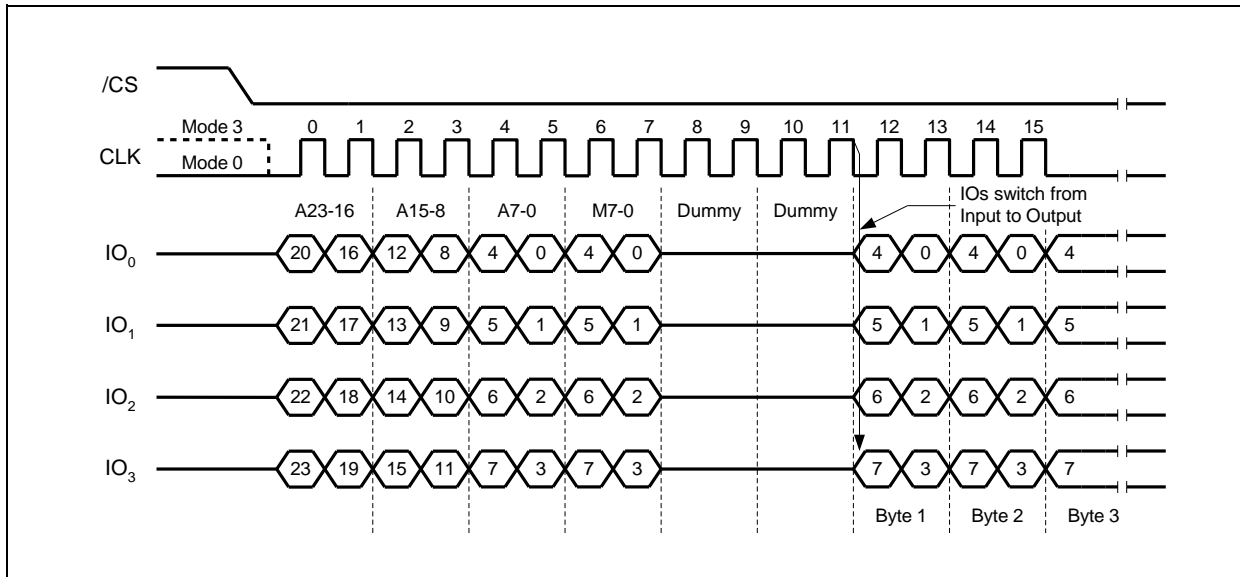 /CS
Mode 3 0 1 2 3 4 5 6 7 8 9 10 11 12 13 14 15
CLK
Mode 0
IOs switch from
Input to Output
A23-16 A15-8 A7-0 M7-0 Dummy Dummy
IO0 20 16 12 8 4 0 4 0 4 0 4 0 4
IO1 21 17 13 9 5 1 5 1 5 1 5 1 5
IO2 22 18 14 10 6 2 6 2 6 2 6 2 6
IO3 23 19 15 11 7 3 7 3 7 3 7 3 7
Byte 1 Byte 2 Byte 3